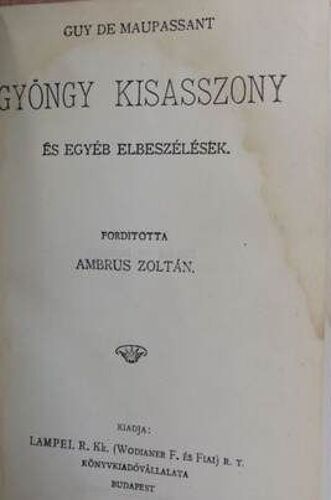 GUY DE MAUPASSANT
GYÖNGY KISASSZONY
ÉS EGYÉB ELBESZÉLÉSEK.
FORDITOTTA
AMBRUS ZOLTÁN.
KIADJA:
LAMPEL R. KK. (WODIANER F. ÉS FIAI) R. T.
KÖNYVKIADÓVÁLLALATA
BUDAPEST